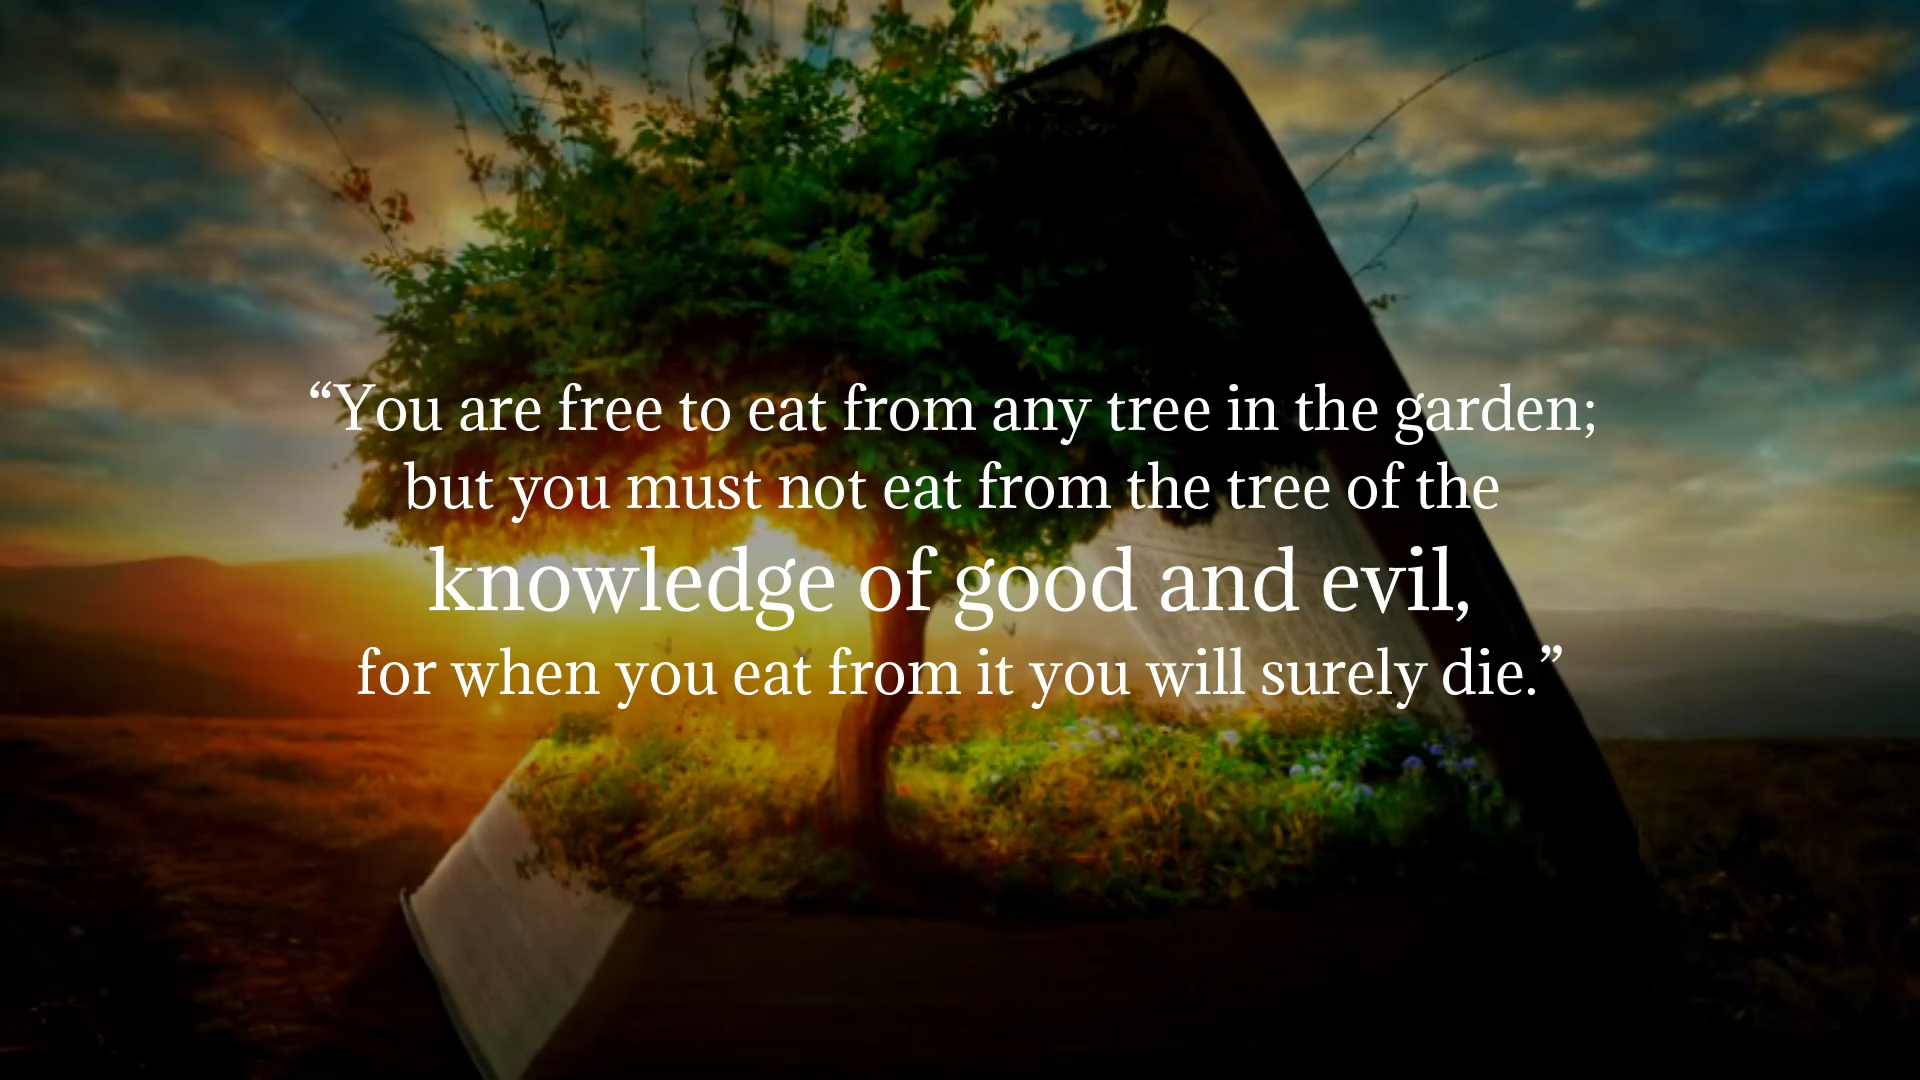 “You are free to eat from any tree in the garden;
but you must not eat from the tree of the
knowledge of good and evil,
for when you eat from it you will surely die.”